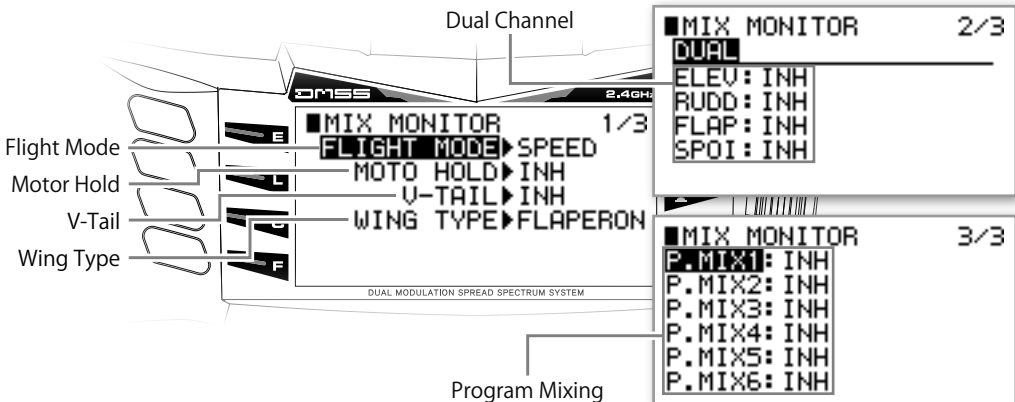 Dual Channel
■MIX MONITOR 2/3
DUAL
ELEV: INH
RUDD: INH
FLAP: INH
SPOI: INH
DMSS 2.4GHz
■MIX MONITOR 1/3
FLIGHT MODE▶SPEED
MOTO HOLD▶INH
V-TAIL▶INH
WING TYPE▶FLAPERON
E
L
F
DUAL MODULATION SPREAD SPECTRUM SYSTEM
Flight Mode
Motor Hold
V-Tail
Wing Type
■MIX MONITOR 3/3
P.MIX1: INH
P.MIX2: INH
P.MIX3: INH
P.MIX4: INH
P.MIX5: INH
P.MIX6: INH
Program Mixing